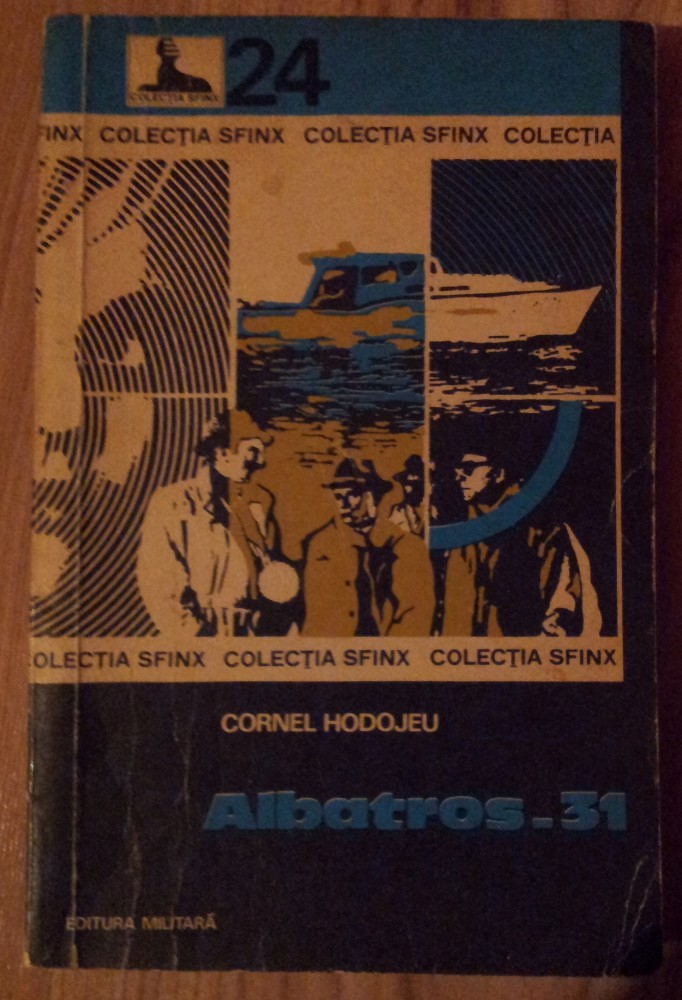 COLECȚIA SFINX
24
FINX COLECȚIA SFINX COLECȚIA SFINX COLECȚIA
COLECȚIA SFINX COLECȚIA SFINX COLECȚIA SFINX
CORNEL HODOJEU
Albatros-31
EDITURA MILITARĂ